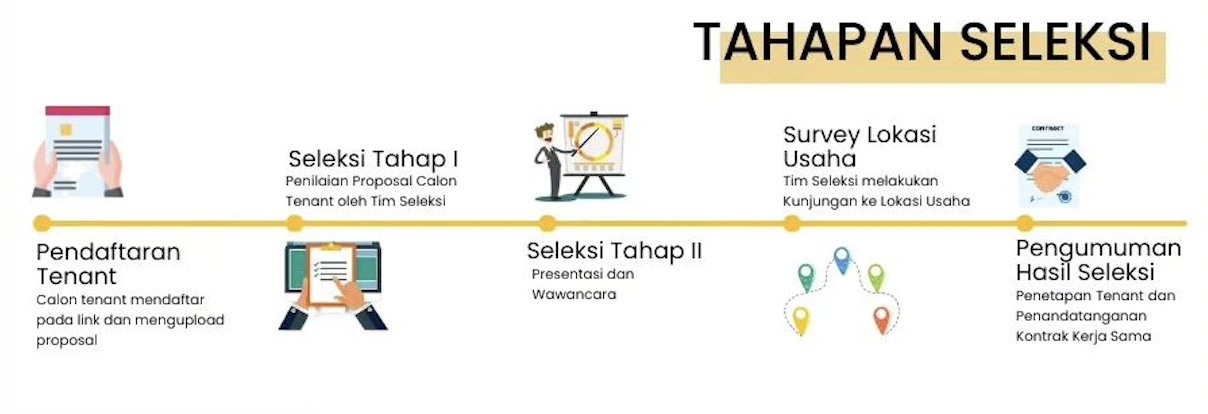 TAHAPAN SELEKSI
Pendaftaran
Tenant
Calon tenant mendaftar
pada link dan mengupload
proposal
Seleksi Tahap I
Penilaian Proposal Calon
Tenant oleh Tim Seleksi
Seleksi Tahap II
Presentasi dan
Wawancara
Survey Lokasi
Usaha
Tim Seleksi melakukan
Kunjungan ke Lokasi Usaha
CONTRACT
Pengumuman
Hasil Seleksi
Penetapan Tenant dan
Penandatanganan
Kontrak Kerja Sama